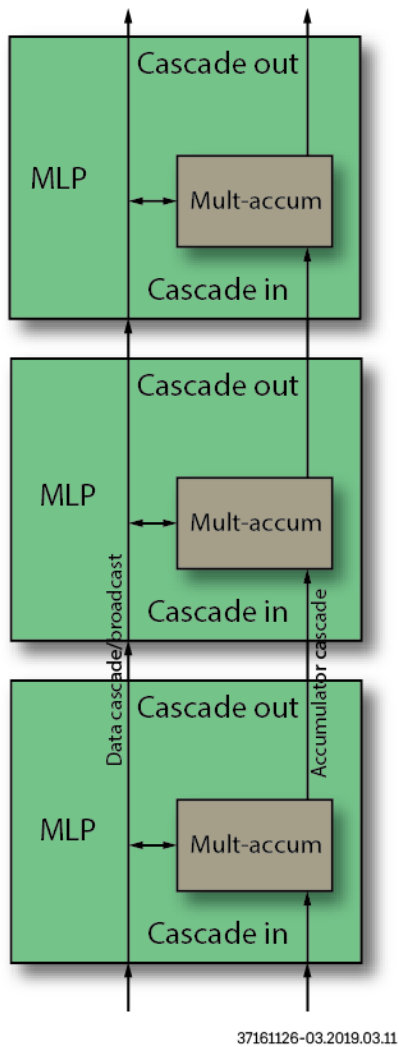 Cascade out
MLP
Mult-accum
Cascade in
Cascade out
MLP
Mult-accum
Data cascade/broadcast
Cascade in
Accumulator cascade
Cascade out
MLP
Mult-accum
Cascade in
37161126-03.2019.03.11